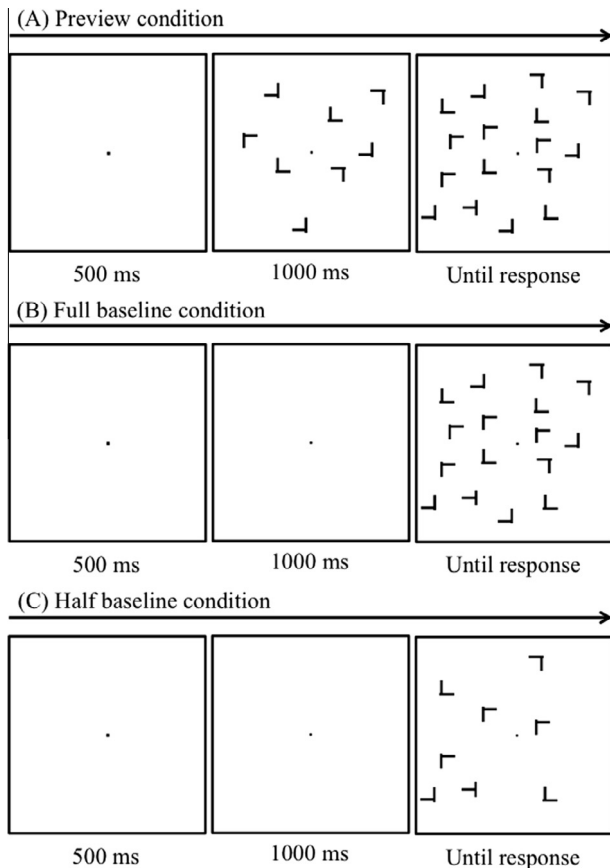 (A) Preview condition
500 ms
1000 ms
Until response
(B) Full baseline condition
500 ms
1000 ms
Until response
(C) Half baseline condition
500 ms
1000 ms
Until response